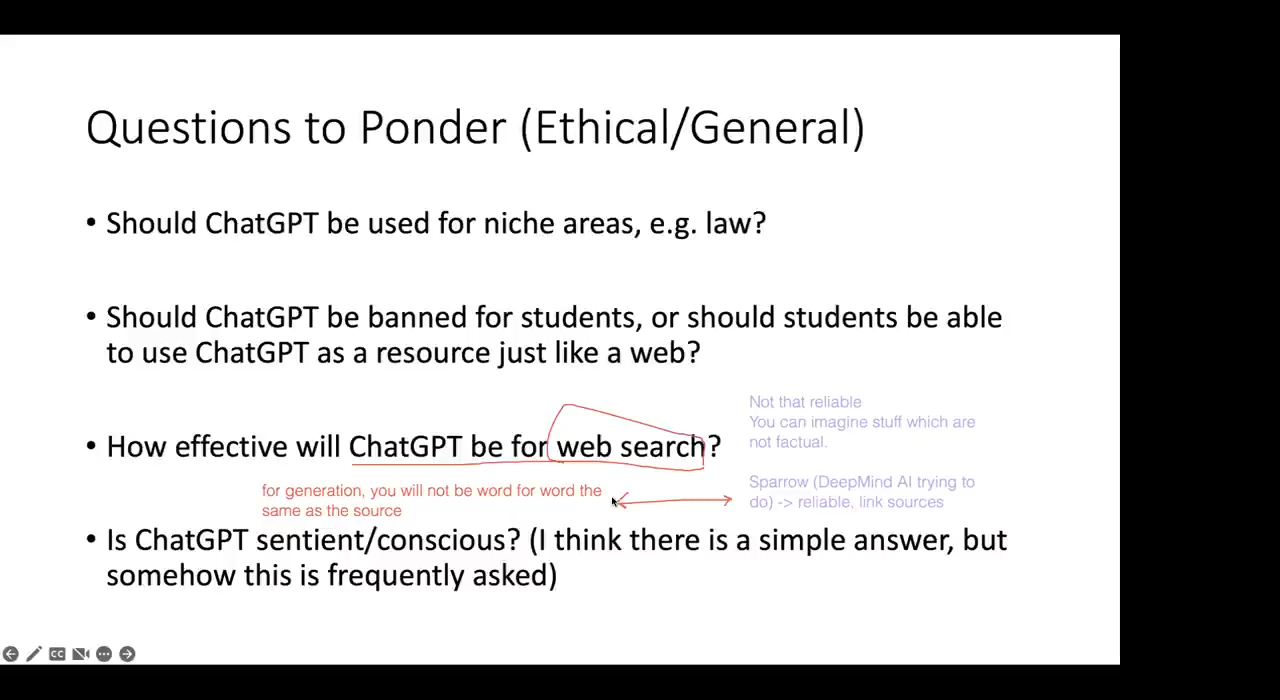 Questions to Ponder (Ethical/General)
• Should ChatGPT be used for niche areas, e.g. law?
• Should ChatGPT be banned for students, or should students be able
to use ChatGPT as a resource just like a web?
Not that reliable
You can imagine stuff which are
not factual.
• How effective will ChatGPT be for web search?
Sparrow (DeepMind AI trying to
do) -> reliable, link sources
for generation, you will not be word for word the
same as the source
• Is ChatGPT sentient/conscious? (I think there is a simple answer, but
somehow this is frequently asked)
CC